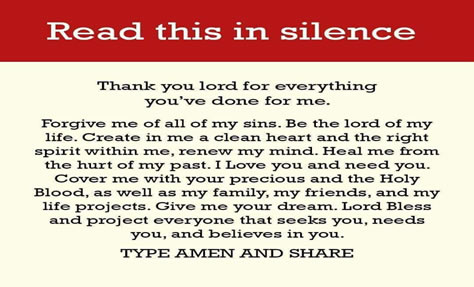 Read this in silence
Thank you lord for everything
you've done for me.
Forgive me of all of my sins. Be the lord of my
life. Create in me a clean heart and the right
spirit within me, renew my mind. Heal me from
the hurt of my past. I Love you and need you.
Cover me with your precious and the Holy
Blood, as well as my family, my friends, and my
life projects. Give me your dream. Lord Bless
and project everyone that seeks you, needs
you, and believes in you.
TYPE AMEN AND SHARE